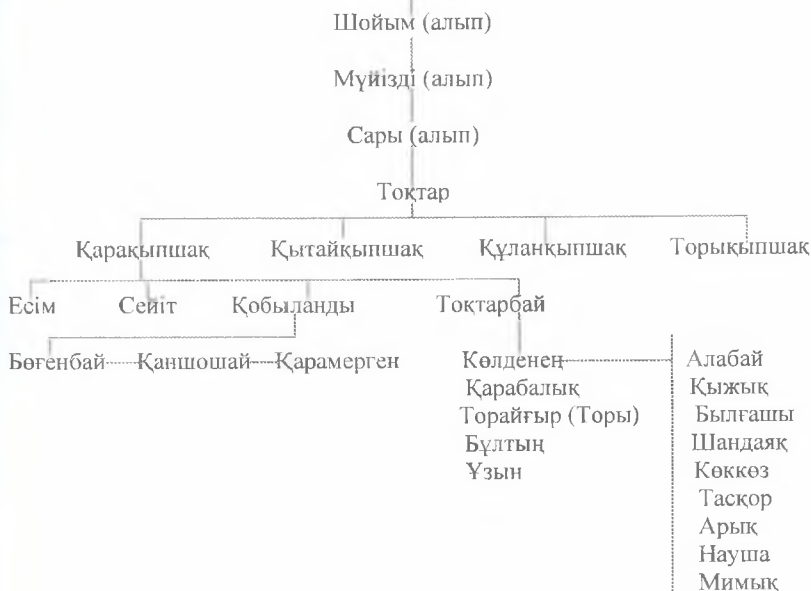 Шойым (алып)
Мүйізді (алып)
Сары (алып)
Тоқтар
Қарақыпшақ Қытайқыпшақ Құланқыпшақ Торықыпшақ
Есім Сейіт Қобыланды Тоқтарбай
Бөгенбай Қаншошай Қарамерген Көлденең Алабай
Қарабалық Қыжық
Торайғыр (Торы) Былғашы
Бұлтың Шандаяқ
Ұзын Көккөз
Тасқор
Арық
Науша
Мимық